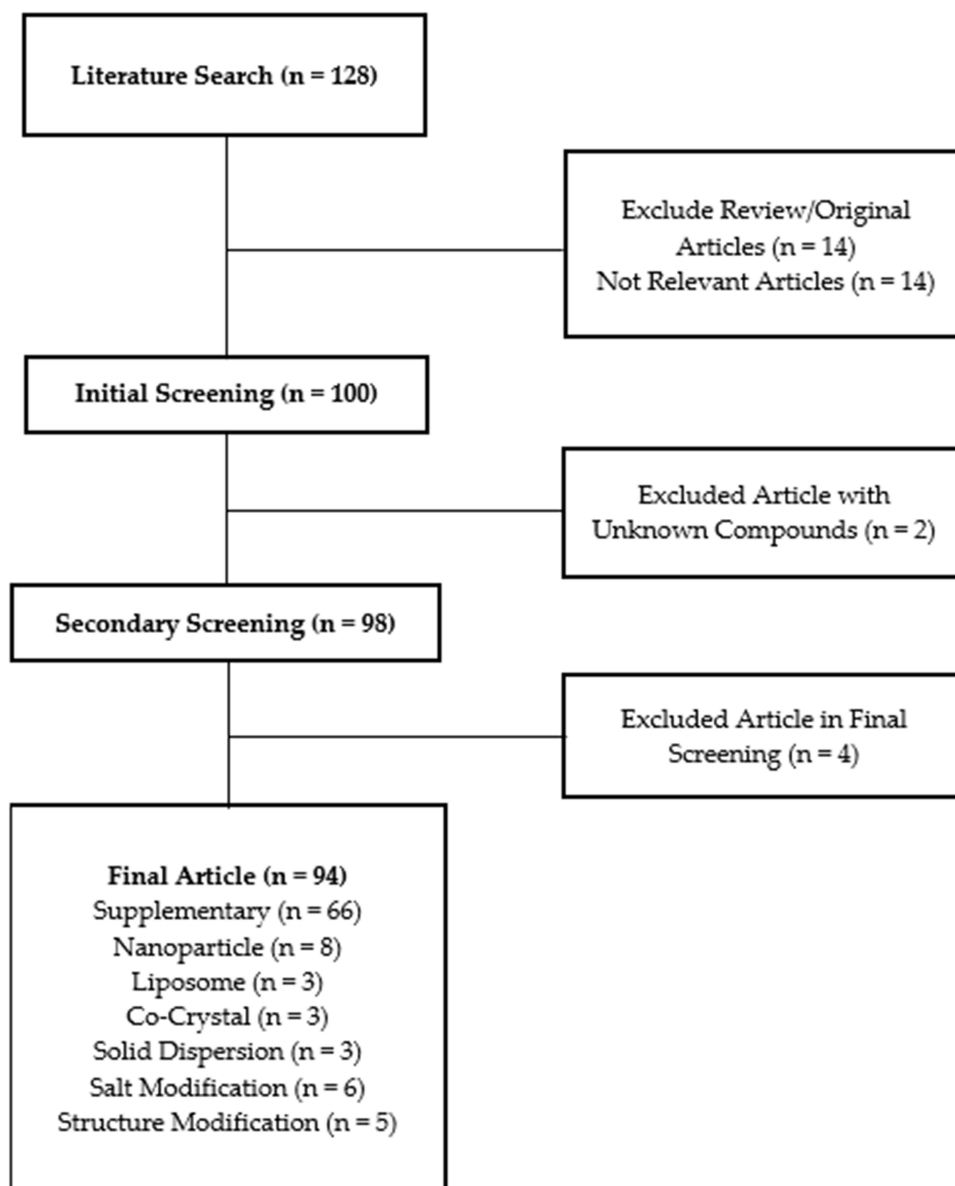 Literature Search (n = 128)
Exclude Review/Original
Articles (n = 14)
Not Relevant Articles (n = 14)
Initial Screening (n = 100)
Excluded Article with
Unknown Compounds (n = 2)
Secondary Screening (n = 98)
Excluded Article in Final
Screening (n = 4)
Final Article (n = 94)
Supplementary (n = 66)
Nanoparticle (n = 8)
Liposome (n = 3)
Co-Crystal (n = 3)
Solid Dispersion (n = 3)
Salt Modification (n = 6)
Structure Modification (n = 5)